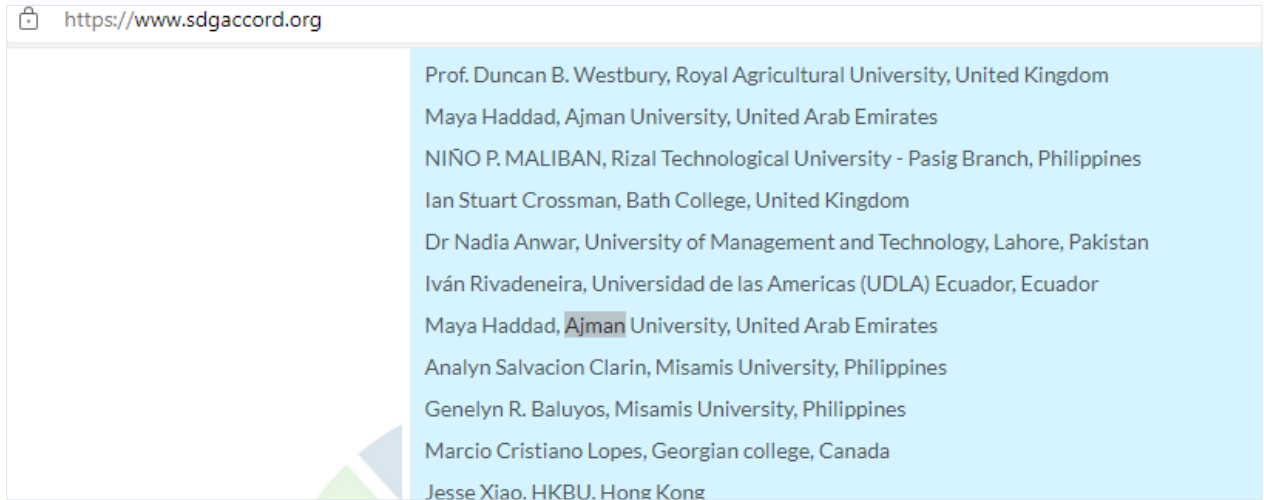 https://www.sdgaccord.org
Prof. Duncan B. Westbury, Royal Agricultural University, United Kingdom
Maya Haddad, Ajman University, United Arab Emirates
NIÑO P. MALIBAN, Rizal Technological University - Pasig Branch, Philippines
Ian Stuart Crossman, Bath College, United Kingdom
Dr Nadia Anwar, University of Management and Technology, Lahore, Pakistan
Iván Rivadeneira, Universidad de las Americas (UDLA) Ecuador, Ecuador
Maya Haddad, Ajman University, United Arab Emirates
Analyn Salvacion Clarin, Misamis University, Philippines
Genelyn R. Baluyos, Misamis University, Philippines
Marcio Cristiano Lopes, Georgian college, Canada
Jesse Xiao, HKBU, Hong Kong